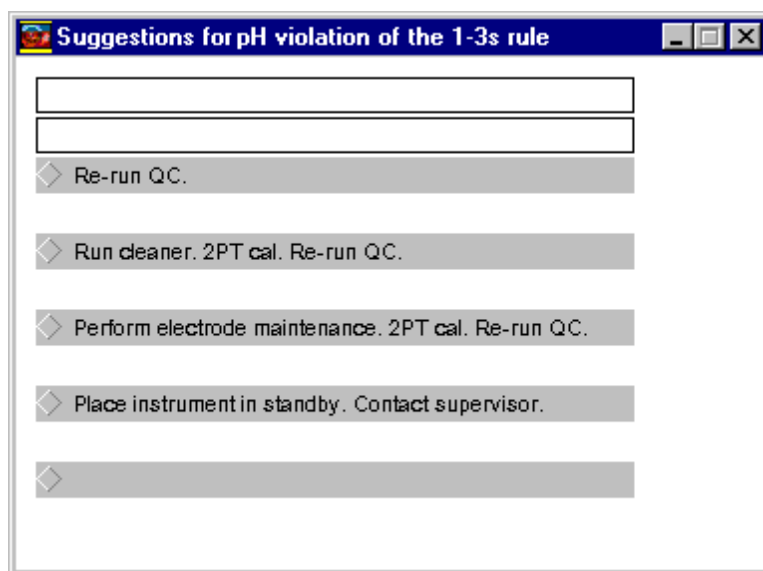 Suggestions for pH violation of the 1-3s rule
Re-run QC.
Run cleaner. 2PT cal. Re-run QC.
Perform electrode maintenance. 2PT cal. Re-run QC.
Place instrument in standby. Contact supervisor.